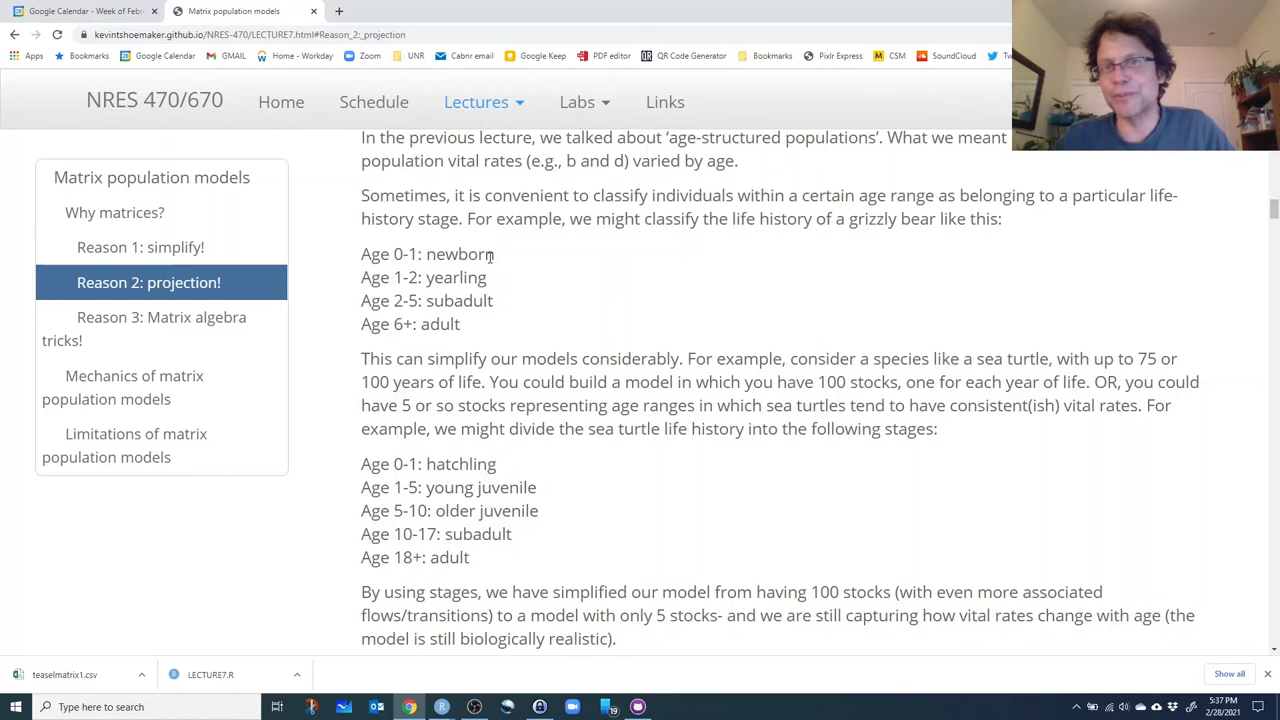 Google Calendar - Week of Febr
Matrix population models
kevintshoemaker.github.io/NRES-470/LECTURE7.html#Reason_2:_projection
Apps
Bookmarks
Google Calendar
GMAIL
Home - Workday
Zoom
UNR
Cabnr email
Google Keep
PDF editor
QR Code Generator
Bookmarks
Pixlr Express
CSM
SoundCloud
Tw
NRES 470/670
Home
Schedule
Lectures
Labs
Links
Matrix population models
Why matrices?
Reason 1: simplify!
Reason 2: projection!
Reason 3: Matrix algebra
tricks!
Mechanics of matrix
population models
Limitations of matrix
population models
In the previous lecture, we talked about ‘age-structured populations’. What we meant
population vital rates (e.g., b and d) varied by age.
Sometimes, it is convenient to classify individuals within a certain age range as belonging to a particular life-
history stage. For example, we might classify the life history of a grizzly bear like this:
Age 0-1: newborn
Age 1-2: yearling
Age 2-5: subadult
Age 6+: adult
This can simplify our models considerably. For example, consider a species like a sea turtle, with up to 75 or
100 years of life. You could build a model in which you have 100 stocks, one for each year of life. OR, you could
have 5 or so stocks representing age ranges in which sea turtles tend to have consistent(ish) vital rates. For
example, we might divide the sea turtle life history into the following stages:
Age 0-1: hatchling
Age 1-5: young juvenile
Age 5-10: older juvenile
Age 10-17: subadult
Age 18+: adult
By using stages, we have simplified our model from having 100 stocks (with even more associated
flows/transitions) to a model with only 5 stocks- and we are still capturing how vital rates change with age (the
model is still biologically realistic).
teaselmatrix1.csv
LECTURE7.R
Show all
Type here to search
19
5:37 PM
2/28/2021